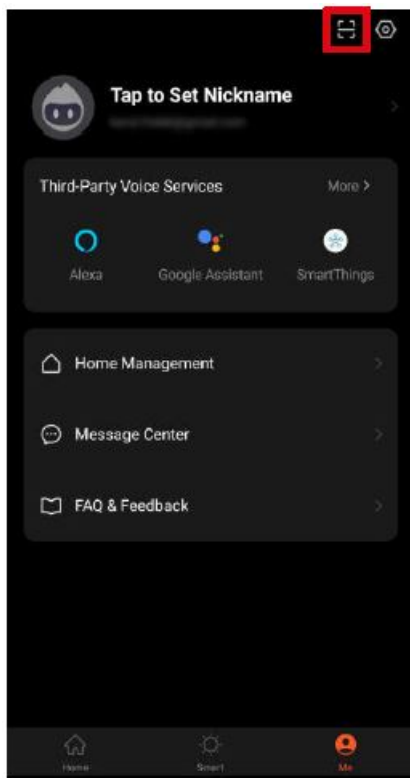 Tap to Set Nickname
Third-Party Voice Services More >
Alexa Google Assistant SmartThings
Home Management
Message Center
FAQ & Feedback
Home Smart Me